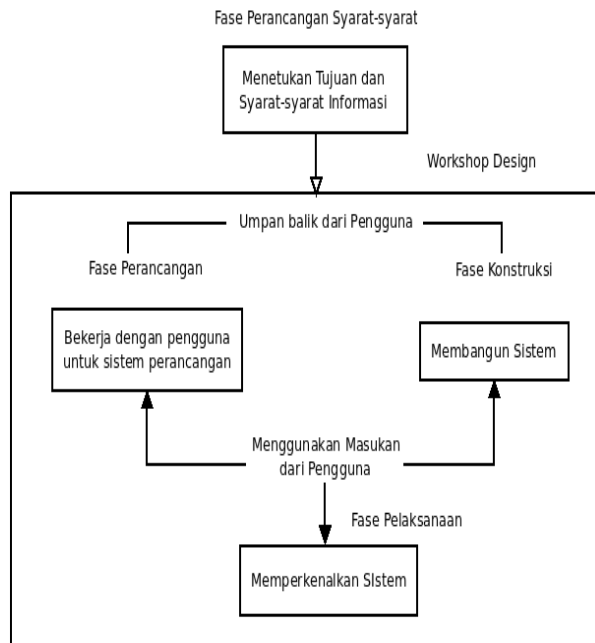 Fase Perancangan Syarat-syarat
Menetukan Tujuan dan
Syarat-syarat Informasi
Workshop Design
Umpan balik dari Pengguna
Fase Perancangan
Fase Konstruksi
Bekerja dengan pengguna
untuk sistem perancangan
Membangun Sistem
Menggunakan Masukan
dari Pengguna
Fase Pelaksanaan
Memperkenalkan SIstem